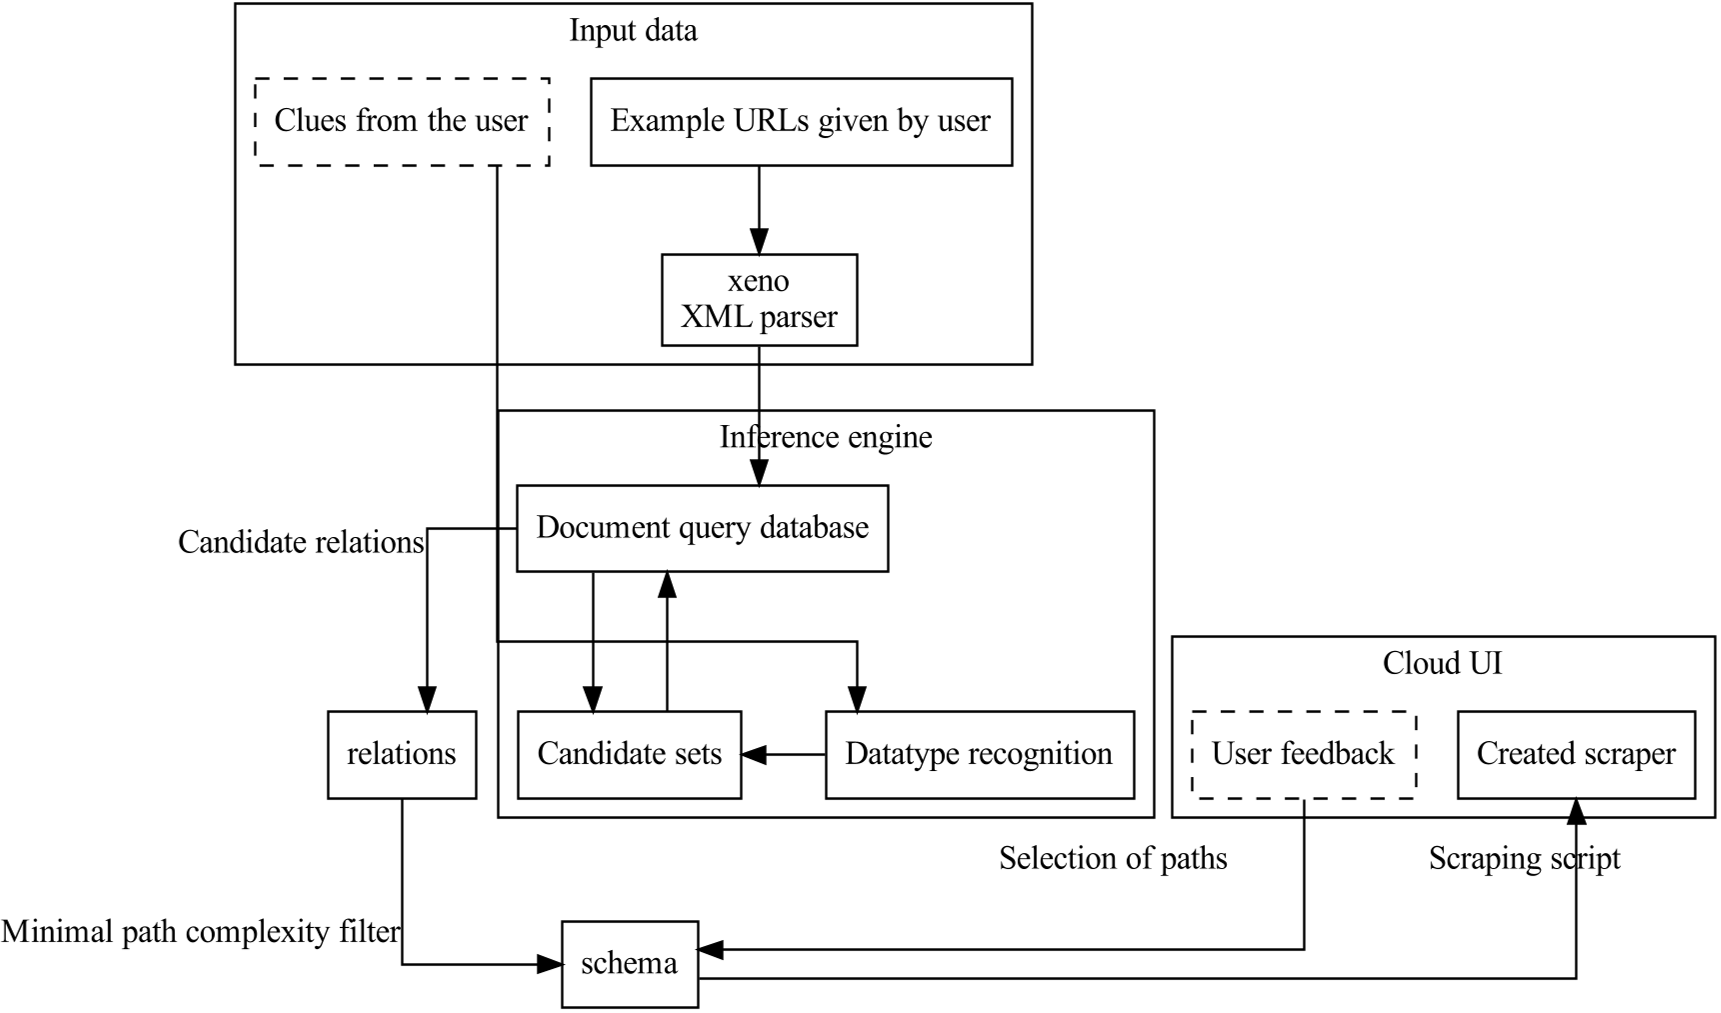 Input data
Clues from the user
Example URLs given by user
xeno
XML parser
Inference engine
Document query database
Candidate relations
Cloud UI
relations
Candidate sets
Datatype recognition
User feedback
Created scraper
Selection of paths
Scraping script
Minimal path complexity filter
schema